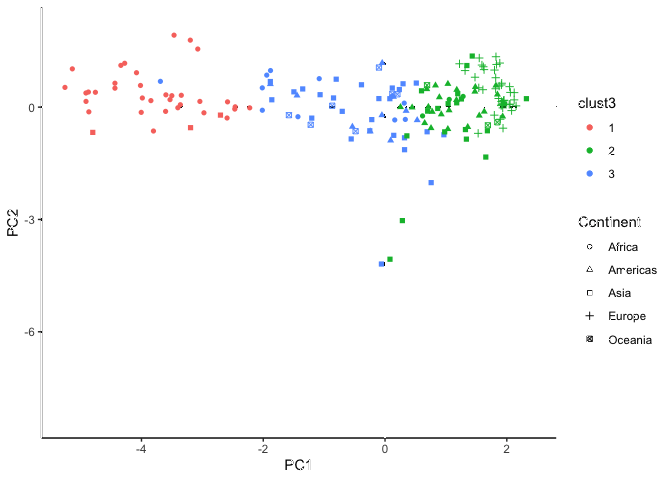 clust3
1
2
3
Continent
Africa
Americas
Asia
Europe
Oceania
0
-3
-6
PC2
-4
-2
0
2
PC1